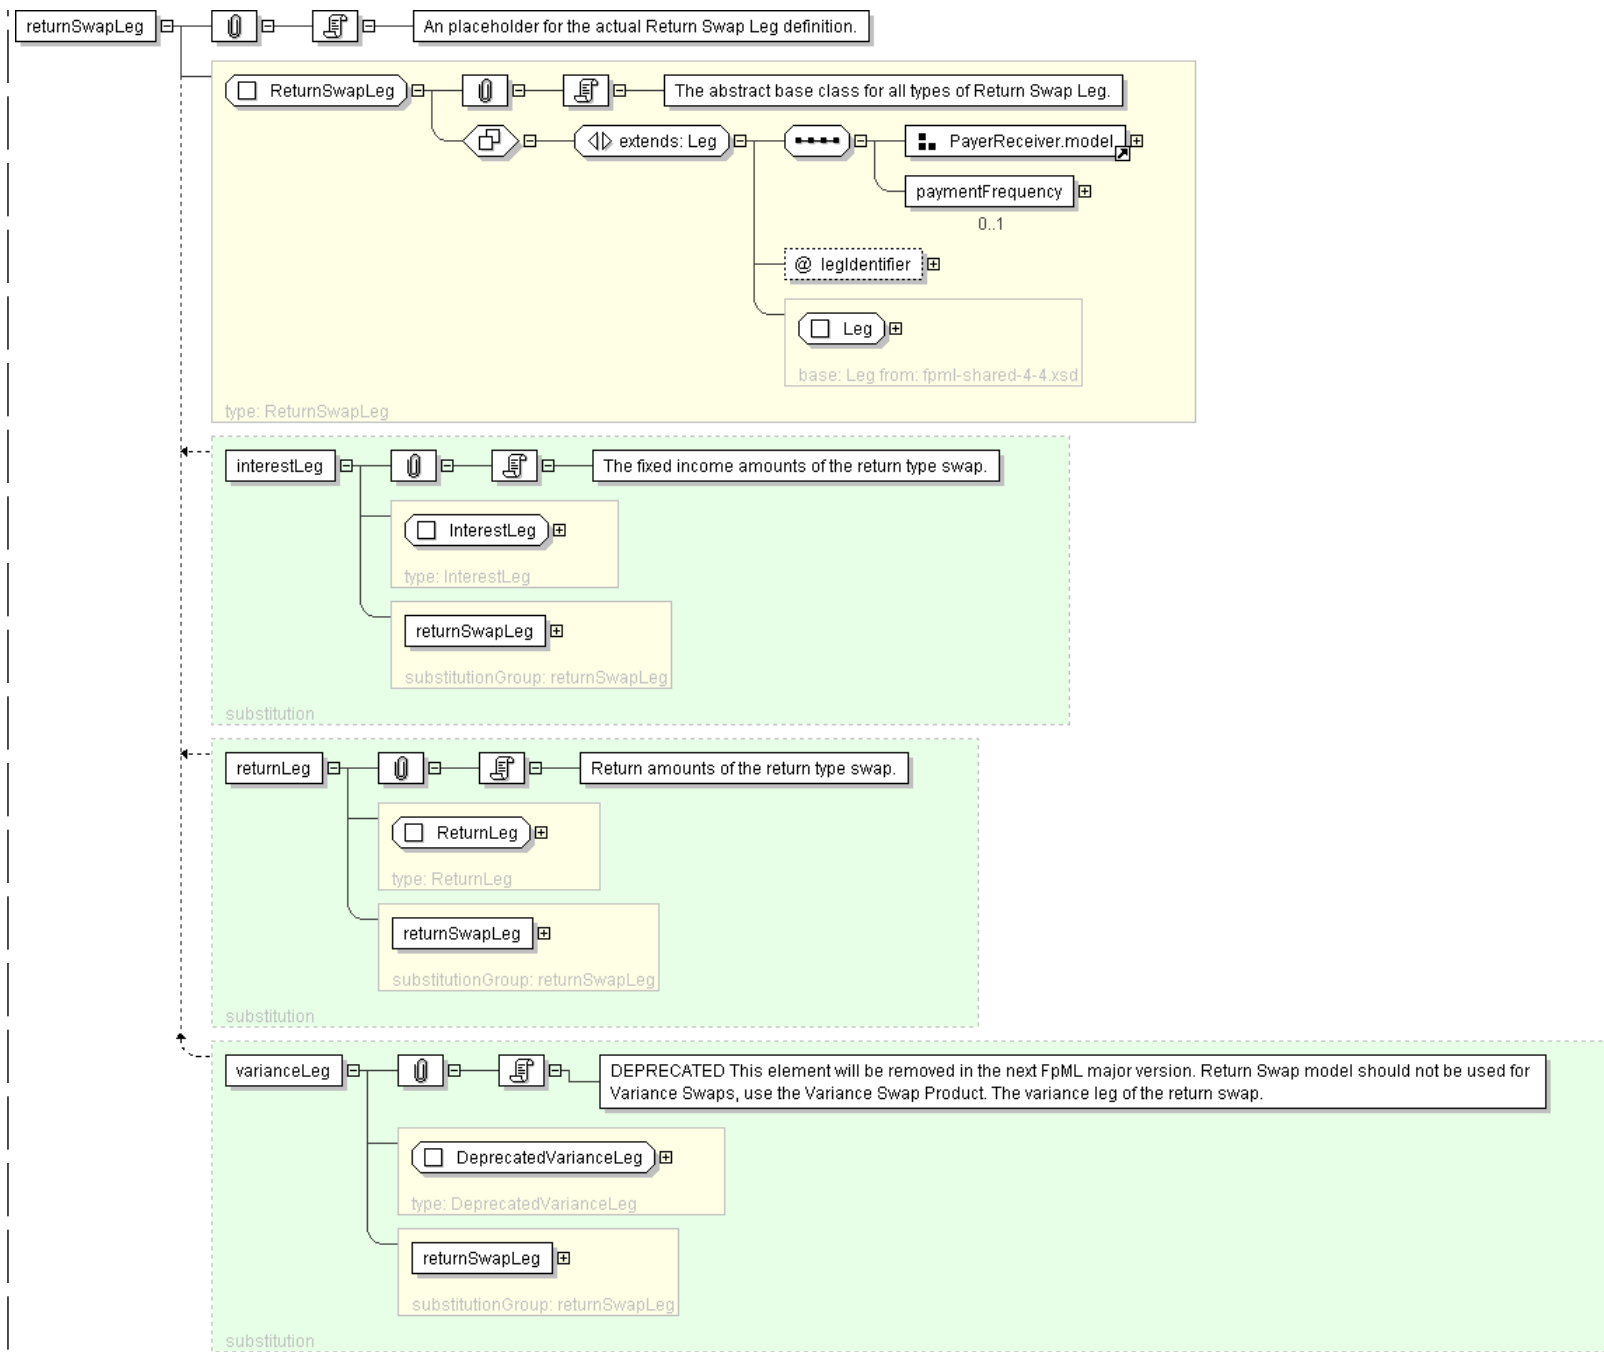 returnSwapLeg
An placeholder for the actual Return Swap Leg definition.
ReturnSwapLeg
The abstract base class for all types of Return Swap Leg.
extends: Leg
PayerReceiver.model
paymentFrequency
0..1
@ legIdentifier
Leg
base: Leg from: fpml-shared-4-4.xsd
type: ReturnSwapLeg
interestLeg
The fixed income amounts of the return type swap.
InterestLeg
type: InterestLeg
returnSwapLeg
substitutionGroup: returnSwapLeg
substitution
returnLeg
Return amounts of the return type swap.
ReturnLeg
type: ReturnLeg
returnSwapLeg
substitutionGroup: returnSwapLeg
substitution
varianceLeg
DEPRECATED This element will be removed in the next FpML major version. Return Swap model should not be used for
Variance Swaps, use the Variance Swap Product. The variance leg of the return swap.
DeprecatedVarianceLeg
type: DeprecatedVarianceLeg
returnSwapLeg
substitutionGroup: returnSwapLeg
substitution